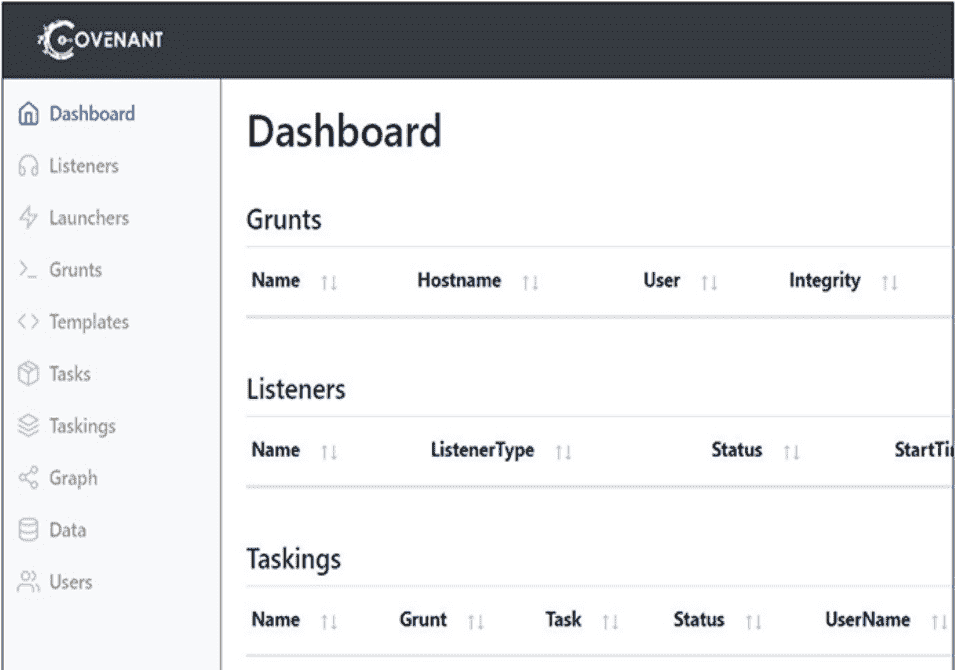 COVENANT
Dashboard
Listeners
Launchers
Grunts
Templates
Tasks
Taskings
Graph
Data
Users
Dashboard
Grunts
Name Hostname User Integrity
Listeners
Name ListenerType Status
Taskings
Name Grunt Task Status UserName